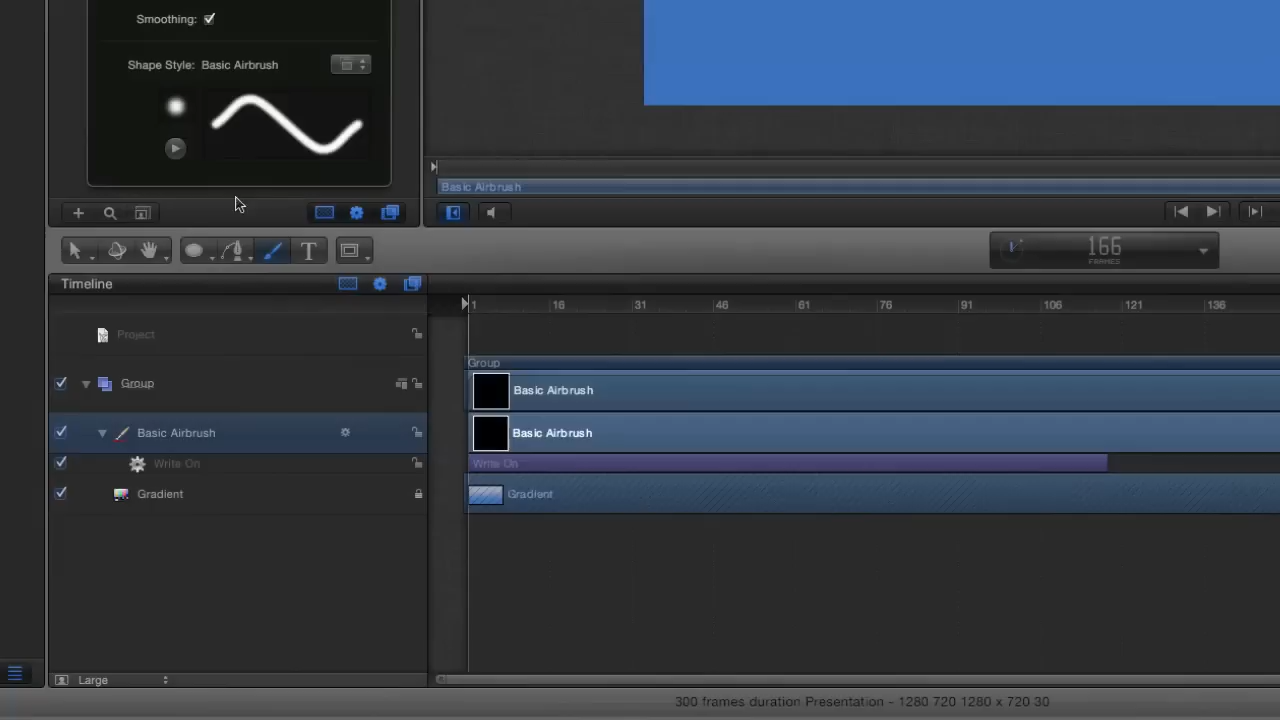 Smoothing:
Shape Style: Basic Airbrush
Basic Airbrush
T
166
FRAMES
Timeline
1 16 31 46 61 76 91 106 121 136
Project
Group
Group
Basic Airbrush
Basic Airbrush
Basic Airbrush
Write On
Write On
Gradient
Gradient
Large
300 frames duration Presentation - 1280 720 1280 x 720 30